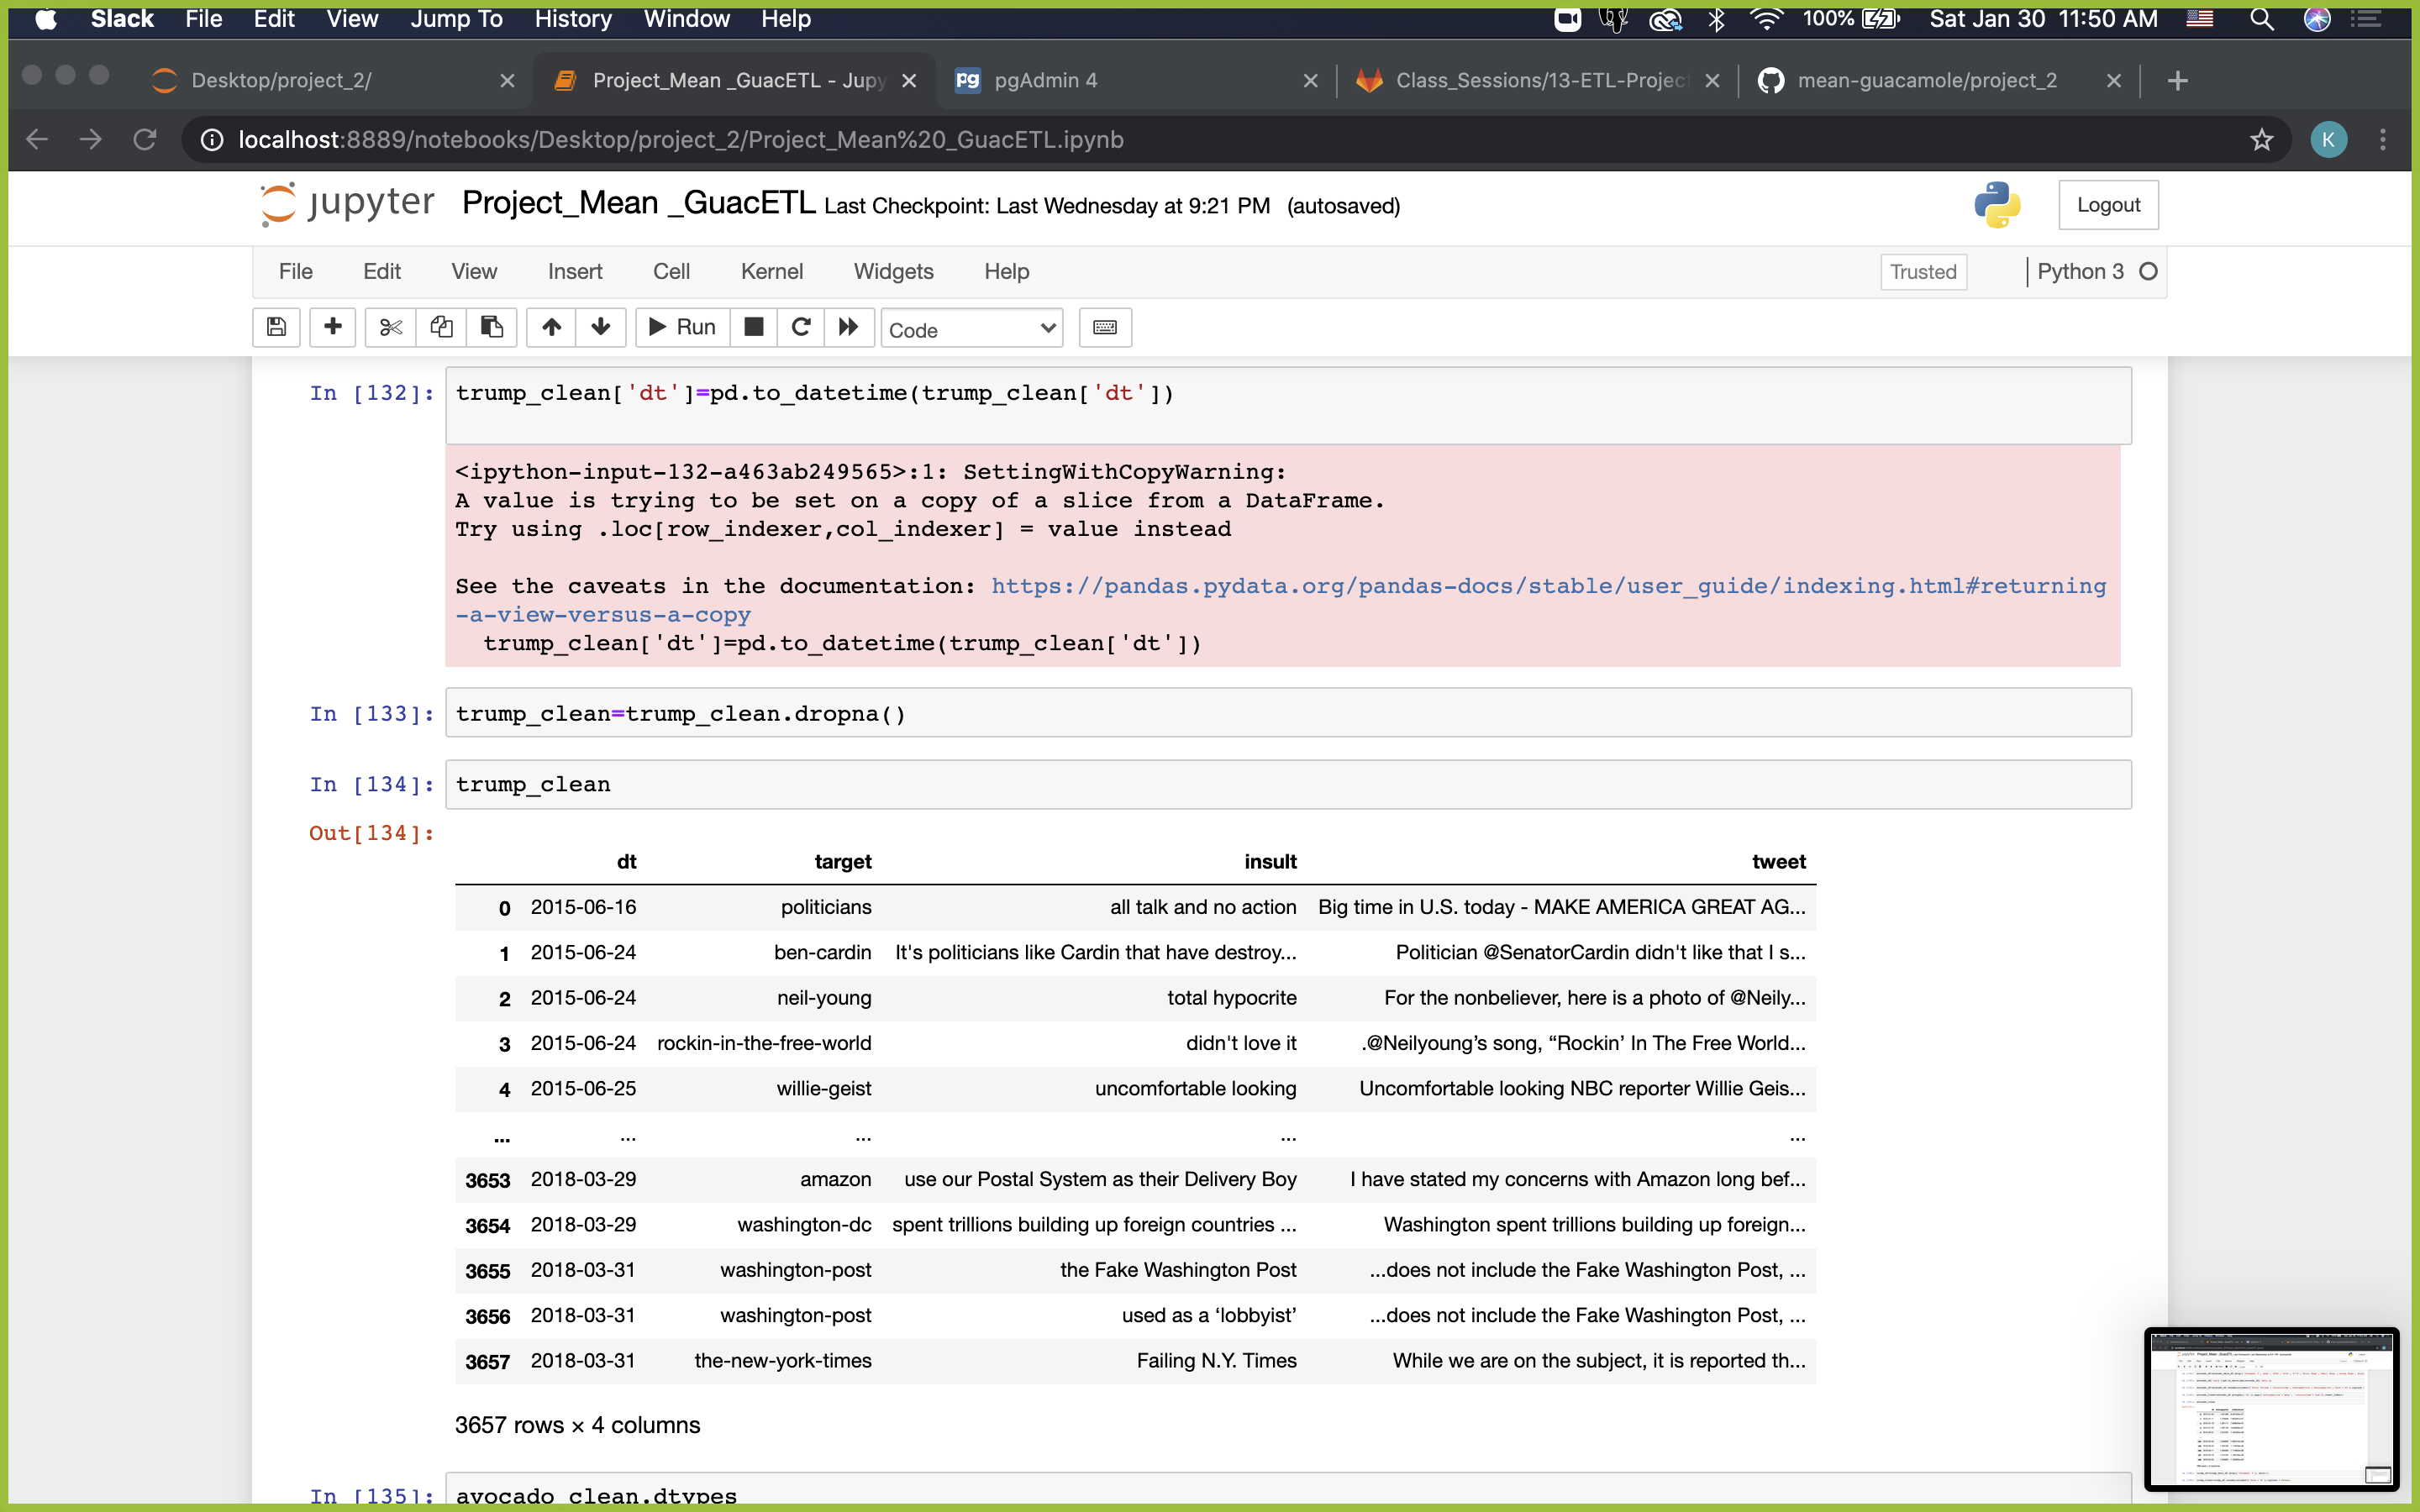 Slack File Edit View Jump To History Window Help 100% Sat Jan 30 11:50 AM
Desktop/project_2/ Project_Mean _GuacETL - Jupy pgAdmin 4 Class_Sessions/13-ETL-Project mean-guacamole/project_2
localhost:8889/notebooks/Desktop/project_2/Project_Mean%20_GuacETL.ipynb K
jupyter Project_Mean _GuacETL Last Checkpoint: Last Wednesday at 9:21 PM (autosaved) Logout
File Edit View Insert Cell Kernel Widgets Help Trusted Python 3
Run Code
In [132]: trump_clean['dt']=pd.to_datetime(trump_clean['dt'])
<ipython-input-132-a463ab249565>:1: SettingWithCopyWarning:
A value is trying to be set on a copy of a slice from a DataFrame.
Try using .loc[row_indexer,col_indexer] = value instead
See the caveats in the documentation: https://pandas.pydata.org/pandas-docs/stable/user_guide/indexing.html#returning
-a-view-versus-a-copy
trump_clean['dt']=pd.to_datetime(trump_clean['dt'])
In [133]: trump_clean=trump_clean.dropna()
In [134]: trump_clean
Out[134]:
dt target insult tweet
0 2015-06-16 politicians all talk and no action Big time in U.S. today - MAKE AMERICA GREAT AG...
1 2015-06-24 ben-cardin It's politicians like Cardin that have destroy... Politician @SenatorCardin didn't like that I s...
2 2015-06-24 neil-young total hypocrite For the nonbeliever, here is a photo of @Neily...
3 2015-06-24 rockin-in-the-free-world didn't love it .@Neilyoung’s song, “Rockin’ In The Free World...
4 2015-06-25 willie-geist uncomfortable looking Uncomfortable looking NBC reporter Willie Geis...
... ... ... ... ...
3653 2018-03-29 amazon use our Postal System as their Delivery Boy I have stated my concerns with Amazon long bef...
3654 2018-03-29 washington-dc spent trillions building up foreign countries ... Washington spent trillions building up foreign...
3655 2018-03-31 washington-post the Fake Washington Post ...does not include the Fake Washington Post, ...
3656 2018-03-31 washington-post used as a ‘lobbyist’ ...does not include the Fake Washington Post, ...
3657 2018-03-31 the-new-york-times Failing N.Y. Times While we are on the subject, it is reported th...
3657 rows × 4 columns
In [135]: avocado_clean.dtypes